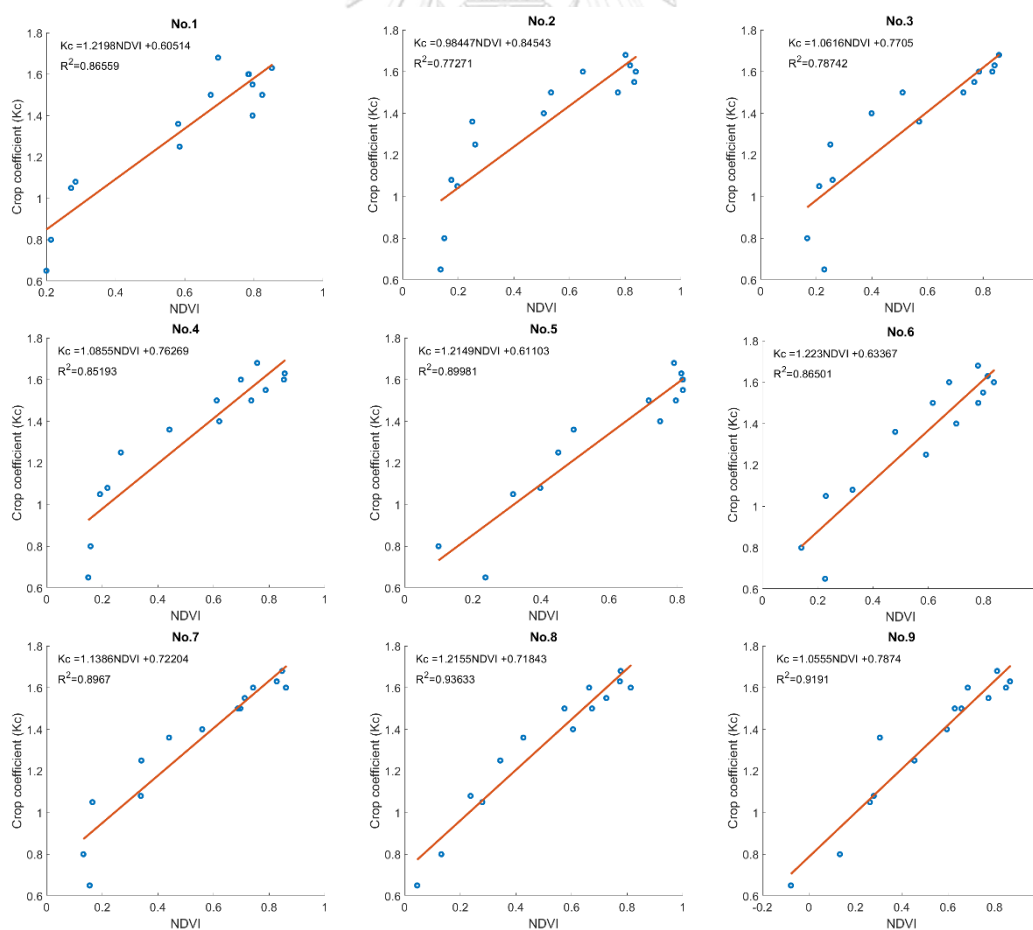 No.1
Kc =1.2198NDVI +0.60514
R²=0.86559
Crop coefficient (Kc)
1.8
1.6
1.4
1.2
1
0.8
0.6
0.2
0.4
0.6
0.8
1
NDVI
No.2
Kc =0.98447NDVI +0.84543
R²=0.77271
Crop coefficient (Kc)
1.8
1.6
1.4
1.2
1
0.8
0.6
0
0.2
0.4
0.6
0.8
1
NDVI
No.3
Kc =1.0616NDVI +0.7705
R²=0.78742
Crop coefficient (Kc)
1.8
1.6
1.4
1.2
1
0.8
0.6
0
0.2
0.4
0.6
0.8
NDVI
No.4
Kc =1.0855NDVI +0.76269
R²=0.85193
Crop coefficient (Kc)
1.8
1.6
1.4
1.2
1
0.8
0.6
0
0.2
0.4
0.6
0.8
1
NDVI
No.5
Kc =1.2149NDVI +0.61103
R²=0.89981
Crop coefficient (Kc)
1.8
1.6
1.4
1.2
1
0.8
0.6
0
0.2
0.4
0.6
0.8
NDVI
No.6
Kc =1.223NDVI +0.63367
R²=0.86501
Crop coefficient (Kc)
1.8
1.6
1.4
1.2
1
0.8
0.6
0
0.2
0.4
0.6
0.8
NDVI
No.7
Kc =1.1386NDVI +0.72204
R²=0.8967
Crop coefficient (Kc)
1.8
1.6
1.4
1.2
1
0.8
0.6
0
0.2
0.4
0.6
0.8
1
NDVI
No.8
Kc =1.2155NDVI +0.71843
R²=0.93633
Crop coefficient (Kc)
1.8
1.6
1.4
1.2
1
0.8
0.6
0
0.2
0.4
0.6
0.8
1
NDVI
No.9
Kc =1.0555NDVI +0.7874
R²=0.9191
Crop coefficient (Kc)
1.8
1.6
1.4
1.2
1
0.8
0.6
-0.2
0
0.2
0.4
0.6
0.8
NDVI